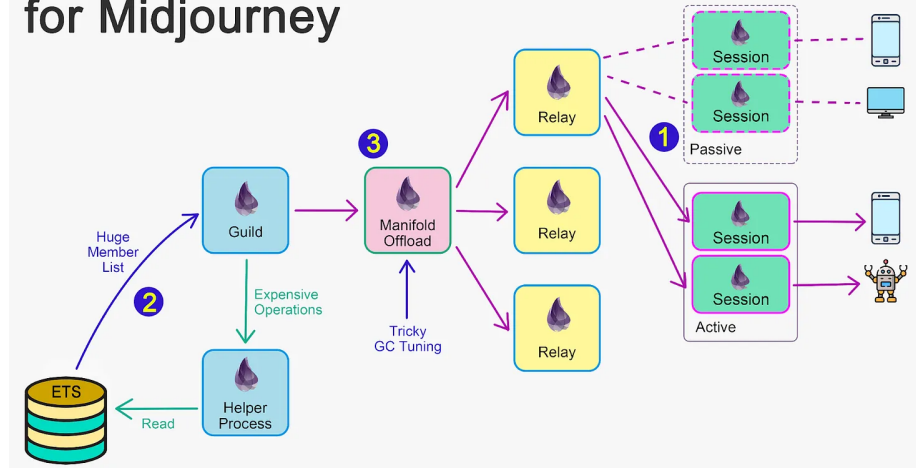 for Midjourney
Session
Relay
Session
1
Passive
3
Huge
Member
List
Guild
Manifold
Offload
Relay
Session
2
Expensive
Operations
Session
Tricky
GC Tuning
Relay
Active
ETS
Helper
Process
Read